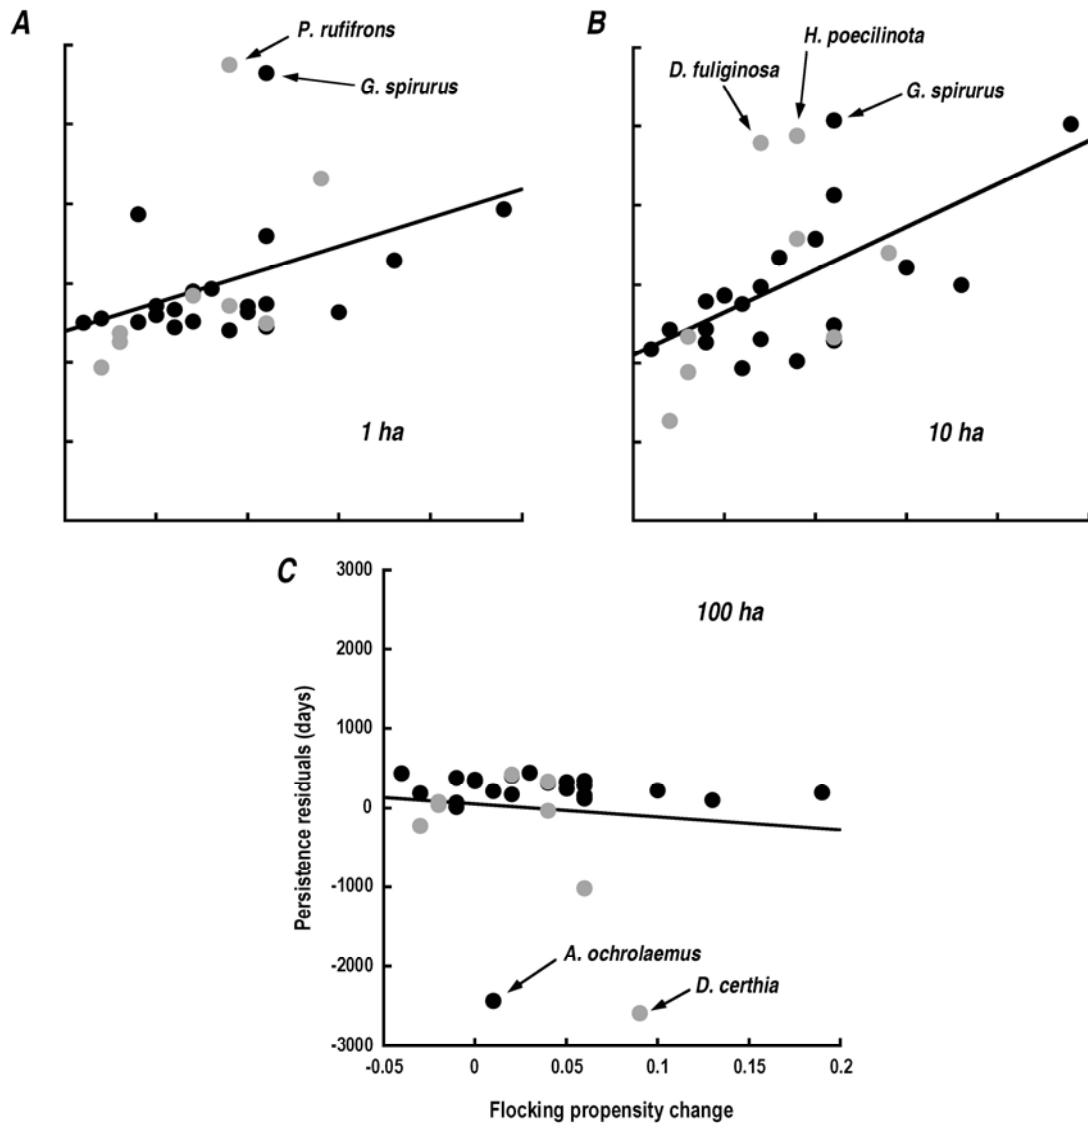 A
P. rufifrons
G. spirurus
1 ha
B
H. poecilinota
D. fuliginosa
G. spirurus
10 ha
C
100 ha
3000
2000
1000
0
-1000
-2000
-3000
Persistence residuals (days)
A. ochrolaemus
D. certhia
-0.05
0
0.05
0.1
0.15
0.2
Flocking propensity change